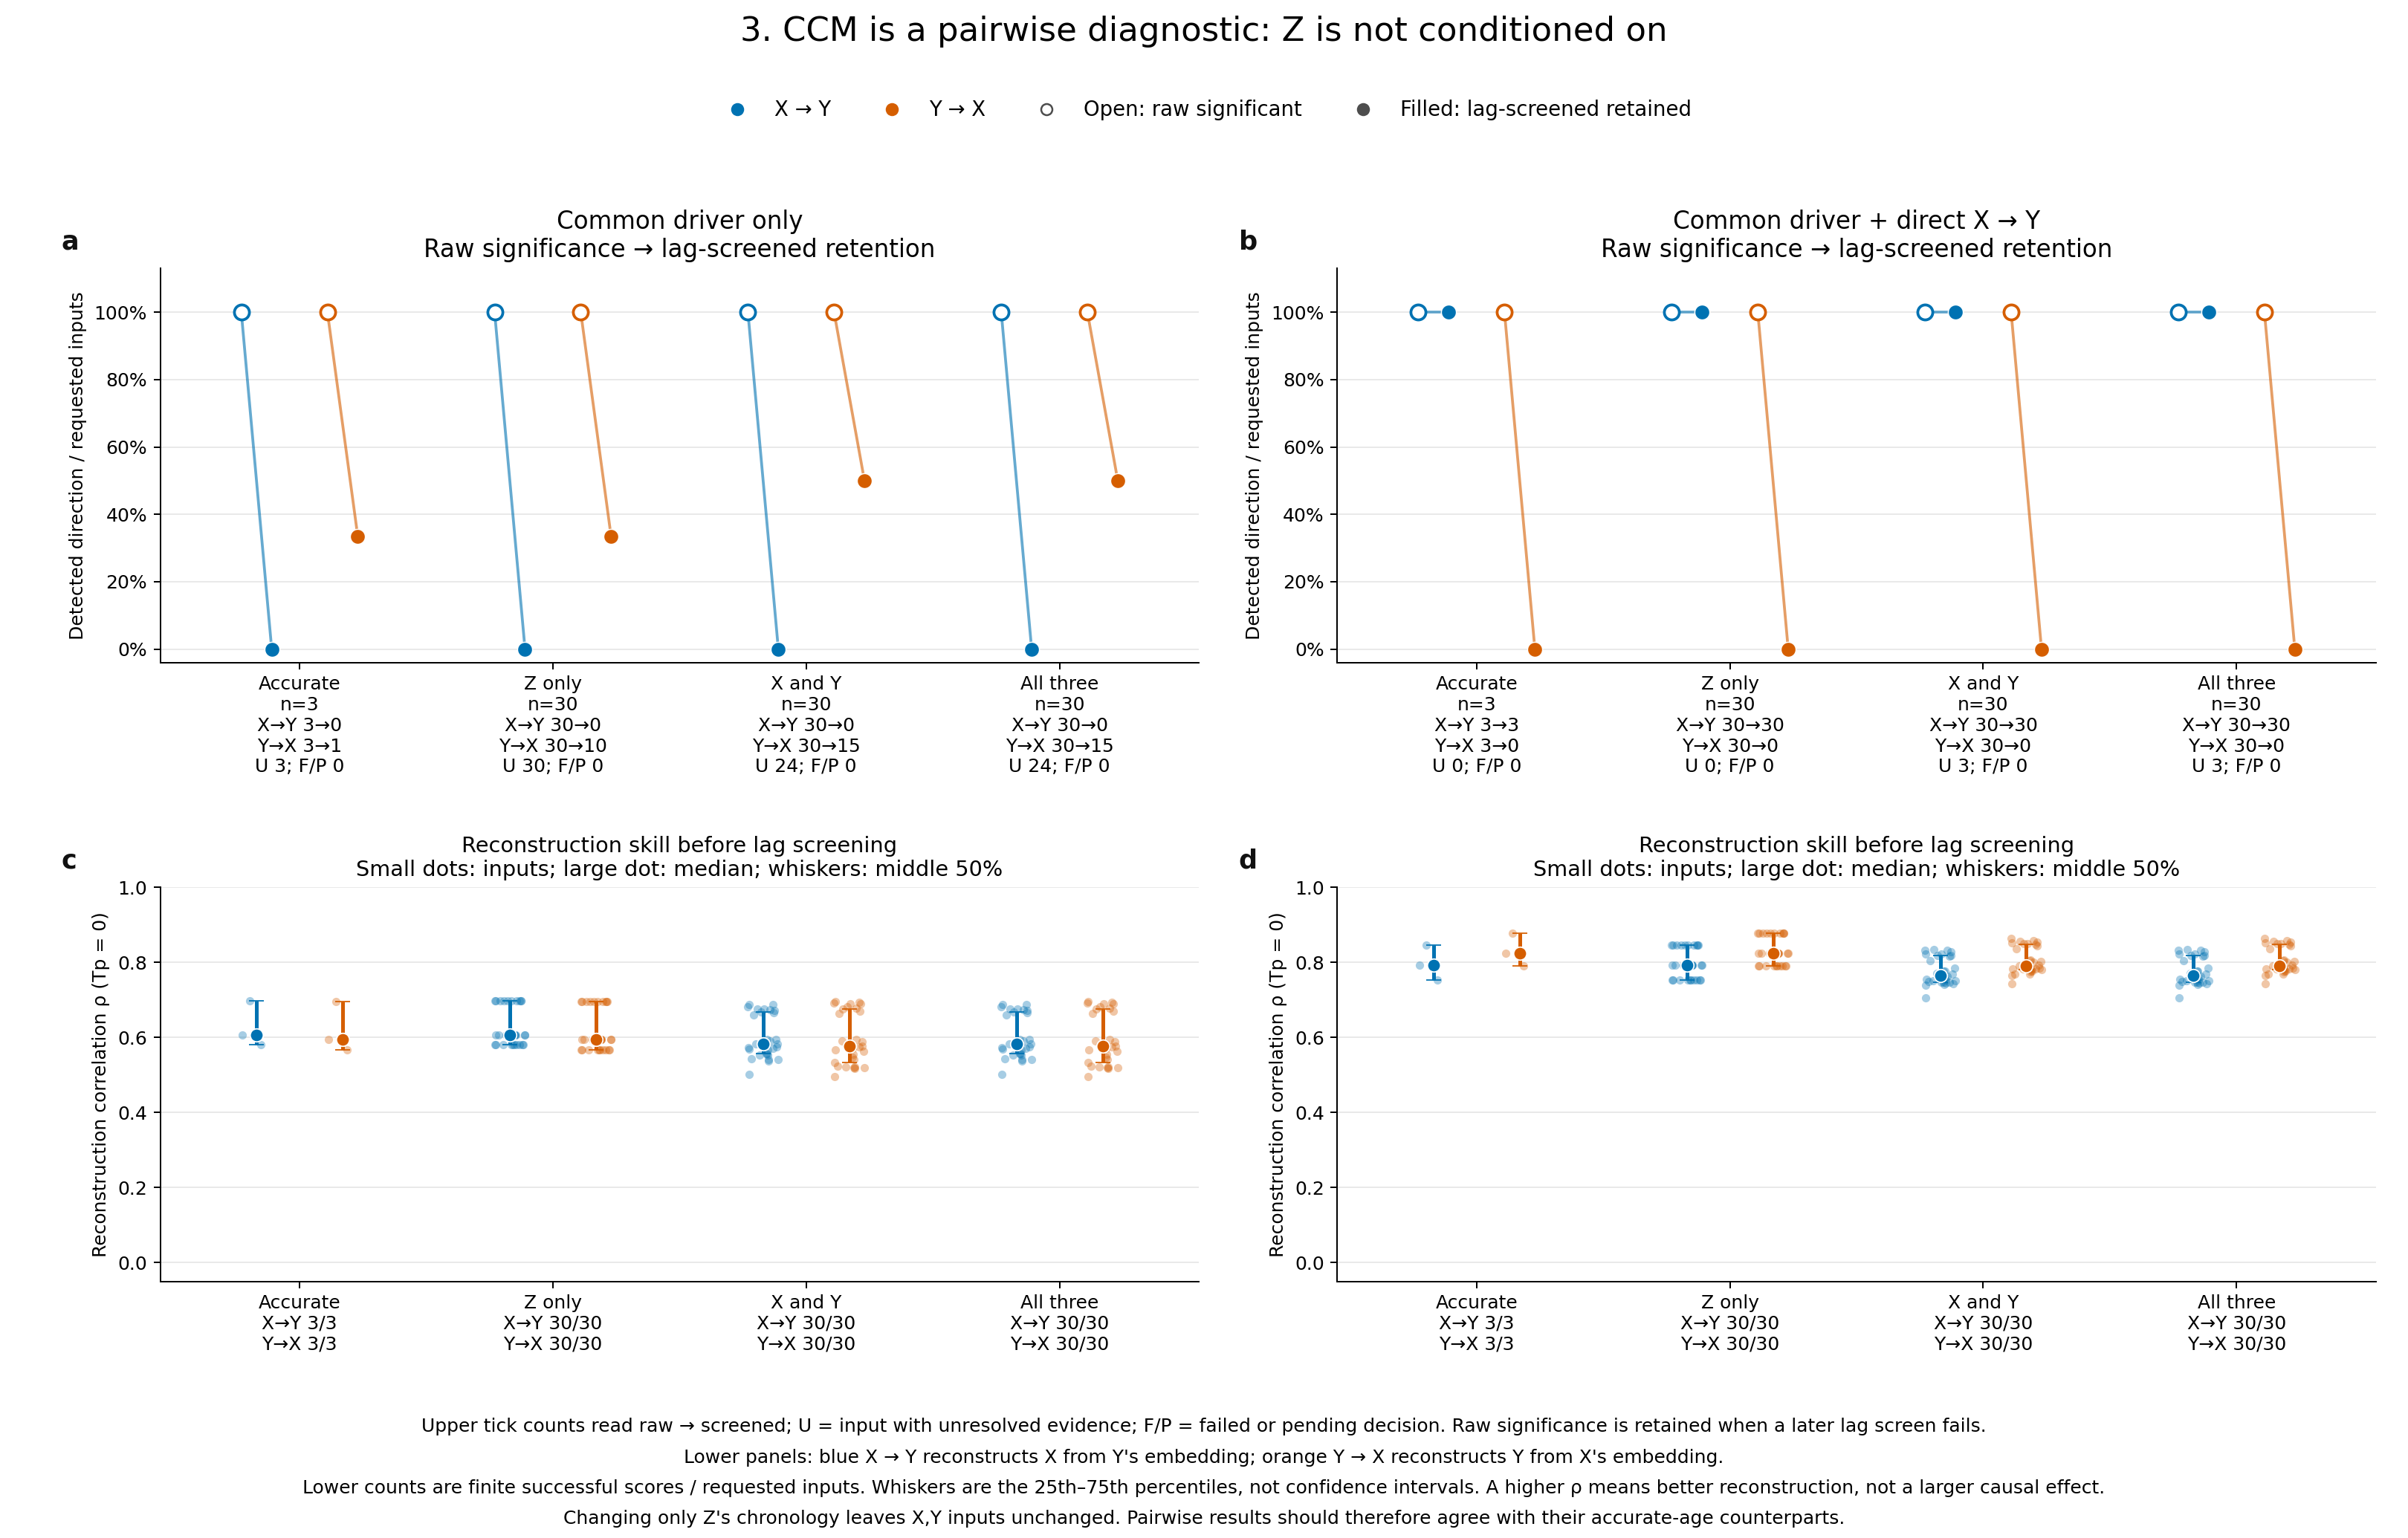 3. CCM is a pairwise diagnostic: Z is not conditioned on
X → Y
Y → X
Open: raw significant
Filled: lag-screened retained
a
Common driver only
Raw significance → lag-screened retention
Detected direction / requested inputs
100%
80%
60%
40%
20%
0%
Accurate
n=3
X→Y 3→0
Y→X 3→1
U 3; F/P 0
Z only
n=30
X→Y 30→0
Y→X 30→10
U 30; F/P 0
X and Y
n=30
X→Y 30→0
Y→X 30→15
U 24; F/P 0
All three
n=30
X→Y 30→0
Y→X 30→15
U 24; F/P 0
b
Common driver + direct X → Y
Raw significance → lag-screened retention
Detected direction / requested inputs
100%
80%
60%
40%
20%
0%
Accurate
n=3
X→Y 3→3
Y→X 3→0
U 0; F/P 0
Z only
n=30
X→Y 30→30
Y→X 30→0
U 0; F/P 0
X and Y
n=30
X→Y 30→30
Y→X 30→0
U 3; F/P 0
All three
n=30
X→Y 30→30
Y→X 30→0
U 3; F/P 0
c
Reconstruction skill before lag screening
Small dots: inputs; large dot: median; whiskers: middle 50%
Reconstruction correlation ρ (Tp = 0)
1.0
0.8
0.6
0.4
0.2
0.0
Accurate
X→Y 3/3
Y→X 3/3
Z only
X→Y 30/30
Y→X 30/30
X and Y
X→Y 30/30
Y→X 30/30
All three
X→Y 30/30
Y→X 30/30
d
Reconstruction skill before lag screening
Small dots: inputs; large dot: median; whiskers: middle 50%
Reconstruction correlation ρ (Tp = 0)
1.0
0.8
0.6
0.4
0.2
0.0
Accurate
X→Y 3/3
Y→X 3/3
Z only
X→Y 30/30
Y→X 30/30
X and Y
X→Y 30/30
Y→X 30/30
All three
X→Y 30/30
Y→X 30/30
Upper tick counts read raw → screened; U = input with unresolved evidence; F/P = failed or pending decision. Raw significance is retained when a later lag screen fails.
Lower panels: blue X → Y reconstructs X from Y's embedding; orange Y → X reconstructs Y from X's embedding.
Lower counts are finite successful scores / requested inputs. Whiskers are the 25th–75th percentiles, not confidence intervals. A higher ρ means better reconstruction, not a larger causal effect.
Changing only Z's chronology leaves X,Y inputs unchanged. Pairwise results should therefore agree with their accurate-age counterparts.